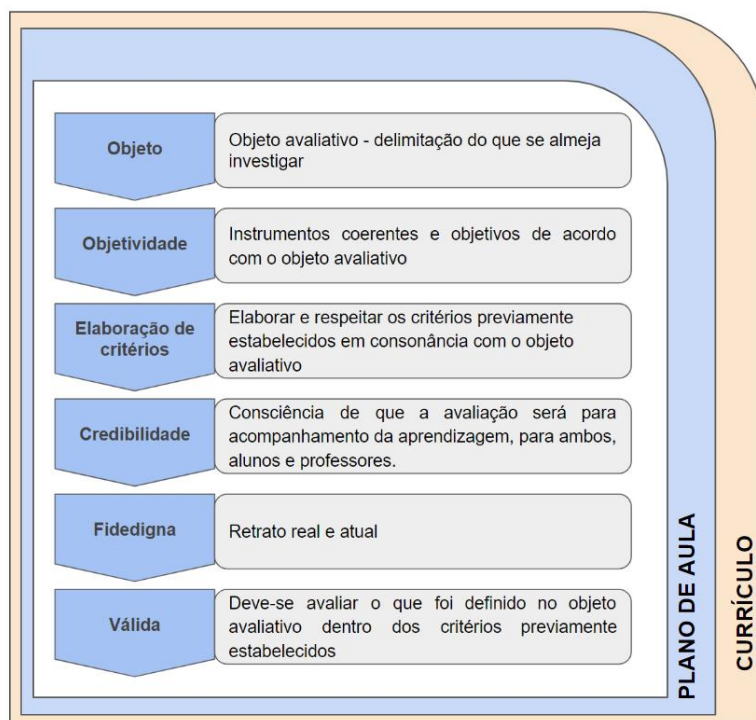 Objeto
Objeto avaliativo - delimitação do que se almeja
investigar
Objetividade
Instrumentos coerentes e objetivos de acordo
com o objeto avaliativo
Elaboração de
critérios
Elaborar e respeitar os critérios previamente
estabelecidos em consonância com o objeto
avaliativo
Credibilidade
Consciência de que a avaliação será para
acompanhamento da aprendizagem, para ambos,
alunos e professores.
Fidedigna
Retrato real e atual
Válida
Deve-se avaliar o que foi definido no objeto
avaliativo dentro dos critérios previamente
estabelecidos
PLANO DE AULA
CURRÍCULO